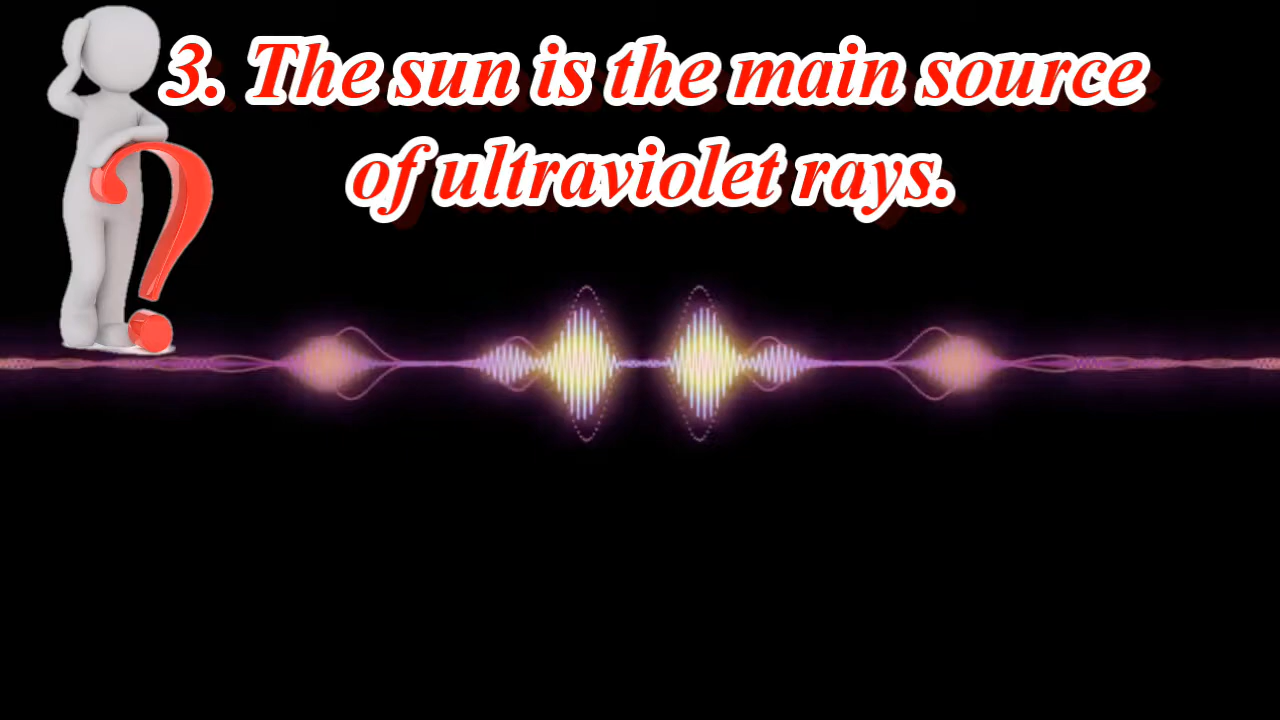 3. The sun is the main source
of ultraviolet rays.